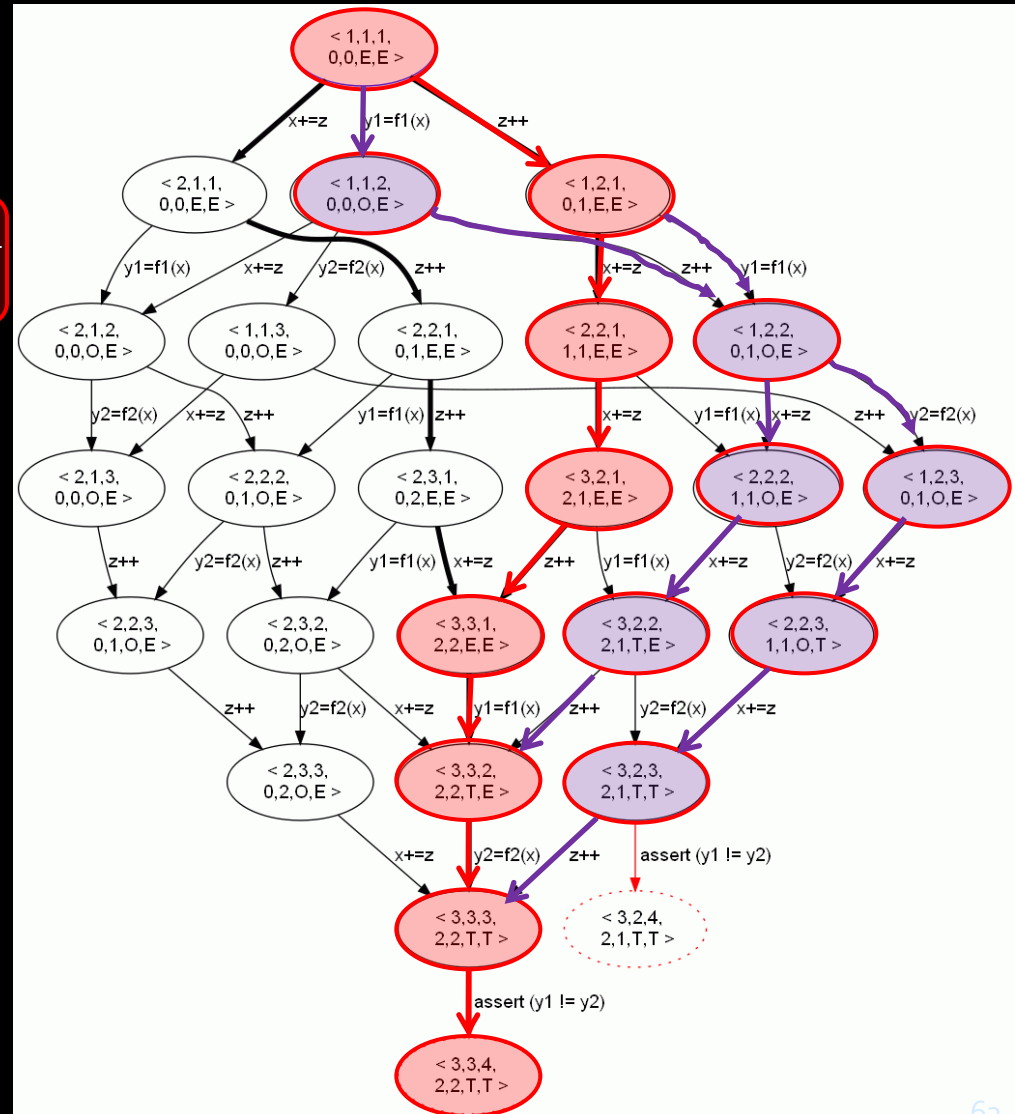 < 1,1,1,
0,0,E,E >
x+=z
y1=f1(x)
z++
< 2,1,1,
0,0,E,E >
< 1,1,2,
0,0,O,E >
< 1,2,1,
0,1,E,E >
y1=f1(x)
x+=z
y2=f2(x)
z++
x+=z
z++
y1=f1(x)
< 2,1,2,
0,0,O,E >
< 1,1,3,
0,0,O,E >
< 2,2,1,
0,1,E,E >
< 2,2,1,
1,1,E,E >
< 1,2,2,
0,1,O,E >
y2=f2(x)
z++
x+=z
y1=f1(x)
z++
x+=z
y1=f1(x)
x+=z
z++
y2=f2(x)
< 2,1,3,
0,0,O,E >
< 2,2,2,
0,1,O,E >
< 2,3,1,
0,2,E,E >
< 3,2,1,
2,1,E,E >
< 2,2,2,
1,1,O,E >
< 1,2,3,
0,1,O,E >
z++
y2=f2(x)
z++
y1=f1(x)
x+=z
z++
y1=f1(x)
x+=z
y2=f2(x)
x+=z
< 2,2,3,
0,1,O,E >
< 2,3,2,
0,2,O,E >
< 3,3,1,
2,2,E,E >
< 3,2,2,
2,1,T,E >
< 2,2,3,
1,1,O,T >
z++
y2=f2(x)
x+=z
y1=f1(x)
z++
y2=f2(x)
x+=z
< 2,3,3,
0,2,O,E >
< 3,3,2,
2,2,T,E >
< 3,2,3,
2,1,T,T >
x+=z
y2=f2(x)
z++
assert (y1 != y2)
< 3,3,3,
2,2,T,T >
< 3,2,4,
2,1,T,T >
assert (y1 != y2)
< 3,3,4,
2,2,T,T >